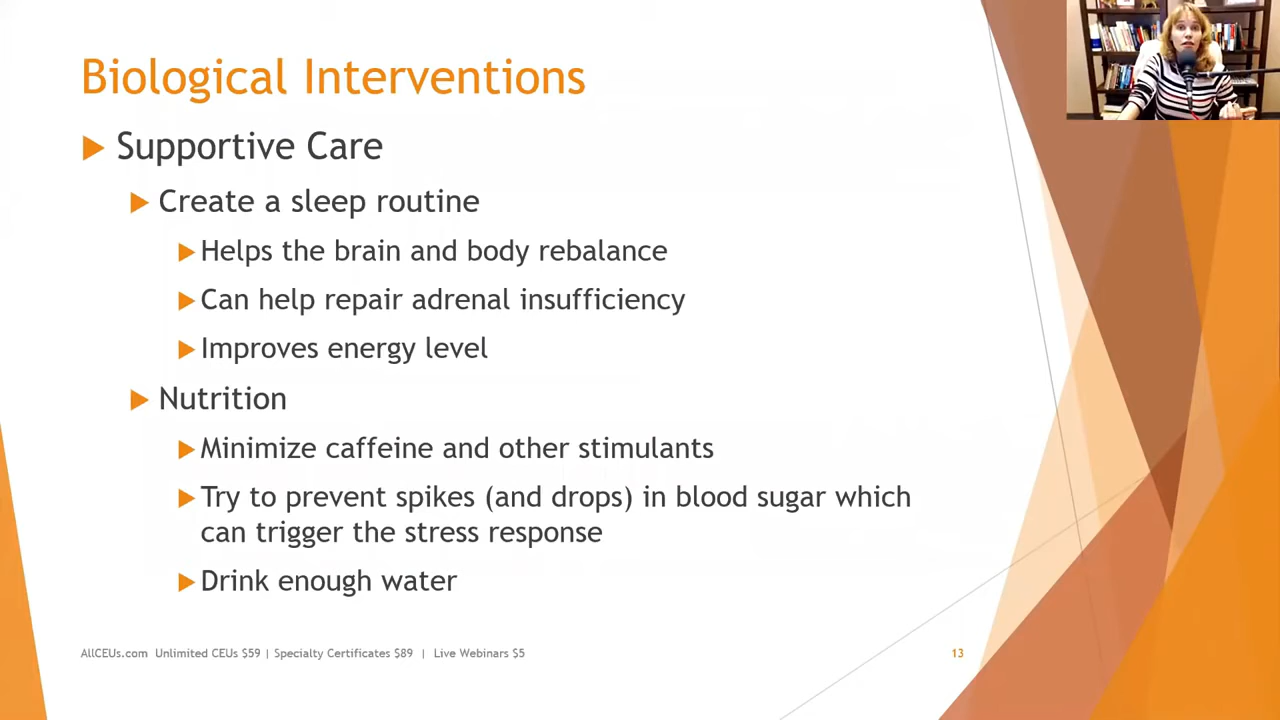 Biological Interventions
Supportive Care
Create a sleep routine
Helps the brain and body rebalance
Can help repair adrenal insufficiency
Improves energy level
Nutrition
Minimize caffeine and other stimulants
Try to prevent spikes (and drops) in blood sugar which
can trigger the stress response
Drink enough water
AllCEUs.com Unlimited CEUs $59 | Specialty Certificates $89 | Live Webinars $5
13